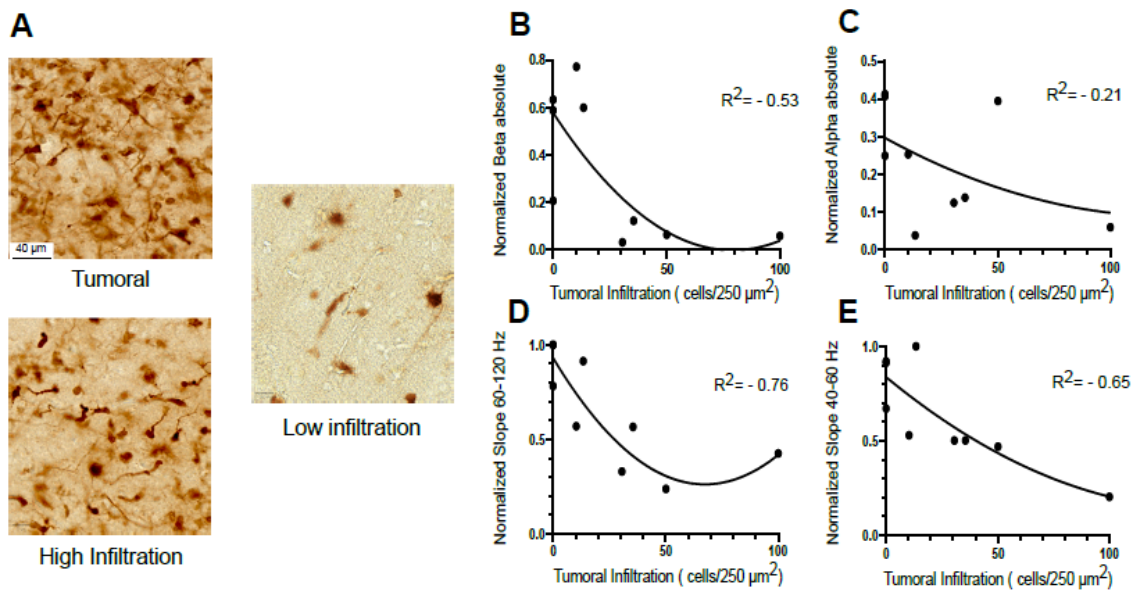 A
40 µm
Tumoral
High Infiltration
Low infiltration
B
Normalized Beta absolute
0.8
0.6
0.4
0.2
0.0
0
50
100
R²= - 0.53
Tumoral Infiltration ( cells/250 µm²)
C
Normalized Alpha absolute
0.5
0.4
0.3
0.2
0.1
0.0
0
50
100
R²= - 0.21
Tumoral Infiltration ( cells/250 µm²)
D
Normalized Slope 60-120 Hz
1.0
0.5
0.0
0
50
100
R²= - 0.76
Tumoral Infiltration ( cells/250 µm²)
E
Normalized Slope 40-60 Hz
1.0
0.5
0.0
0
50
100
R²= - 0.65
Tumoral Infiltration ( cells/250 µm²)